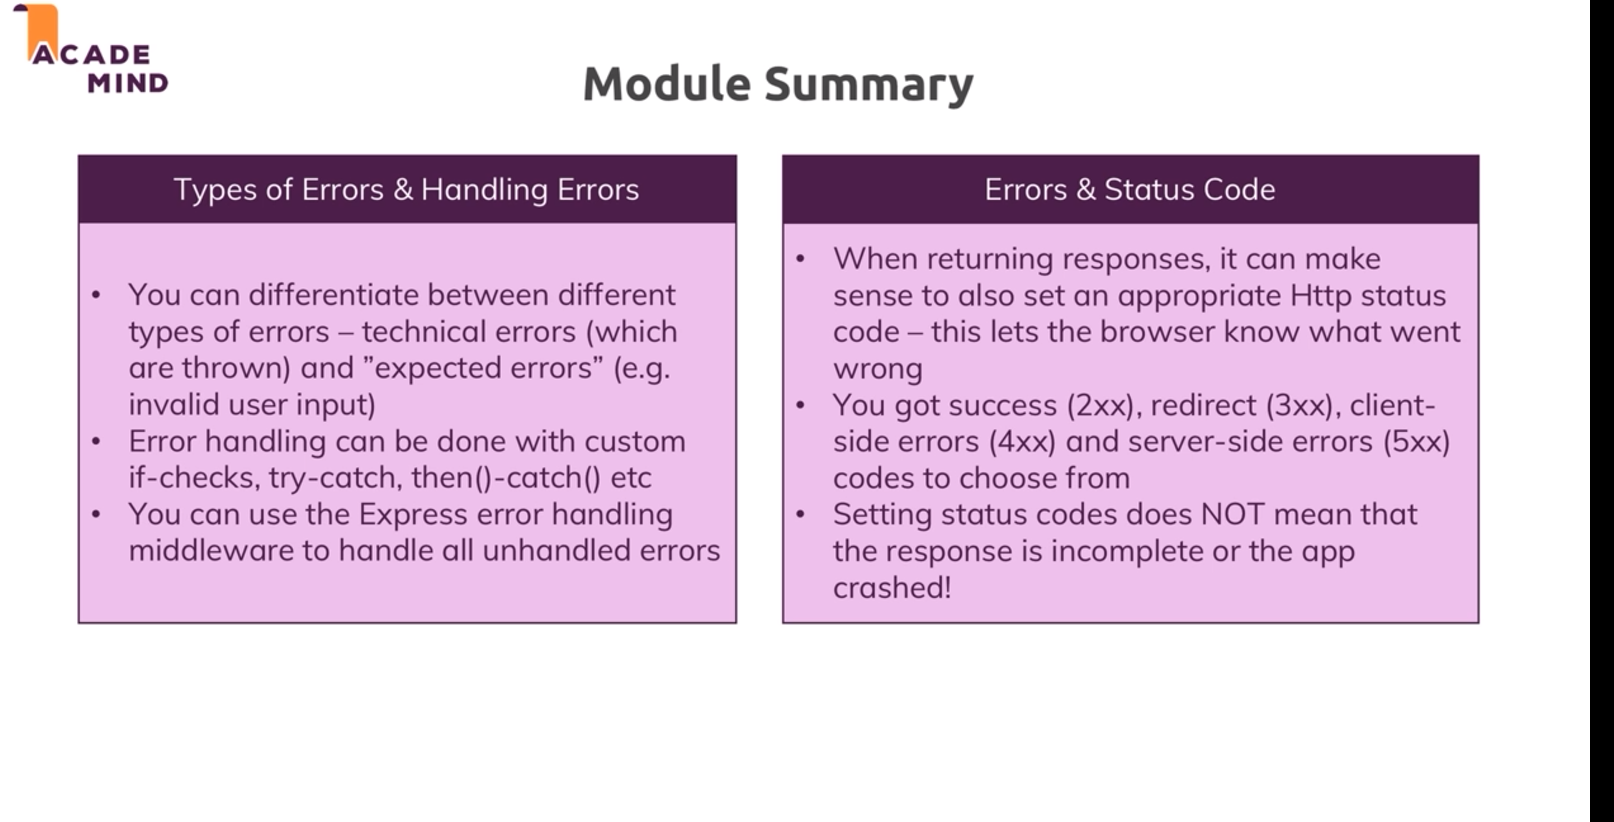 ACADE
MIND
Module Summary
Types of Errors & Handling Errors
• You can differentiate between different
types of errors – technical errors (which
are thrown) and ”expected errors” (e.g.
invalid user input)
• Error handling can be done with custom
if-checks, try-catch, then()-catch() etc
• You can use the Express error handling
middleware to handle all unhandled errors
Errors & Status Code
• When returning responses, it can make
sense to also set an appropriate Http status
code – this lets the browser know what went
wrong
• You got success (2xx), redirect (3xx), client-
side errors (4xx) and server-side errors (5xx)
codes to choose from
• Setting status codes does NOT mean that
the response is incomplete or the app
crashed!